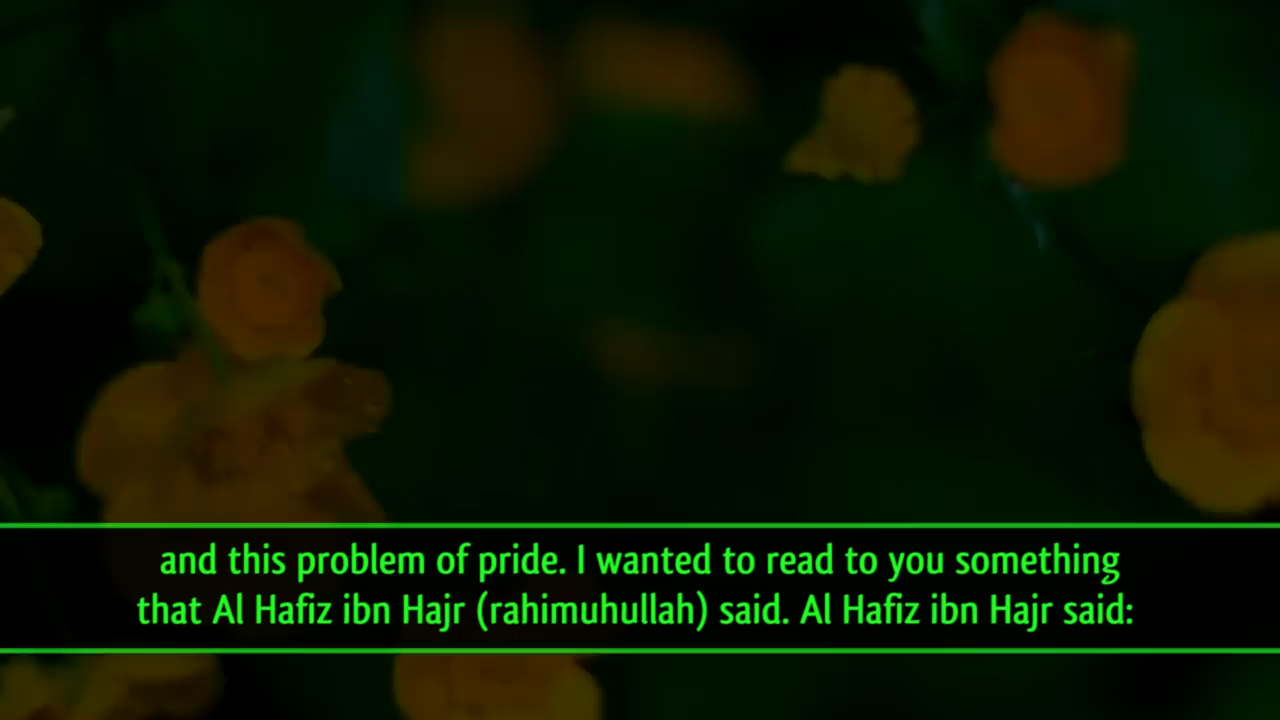 and this problem of pride. I wanted to read to you something
that Al Hafiz ibn Hajr (rahimuhullah) said. Al Hafiz ibn Hajr said: